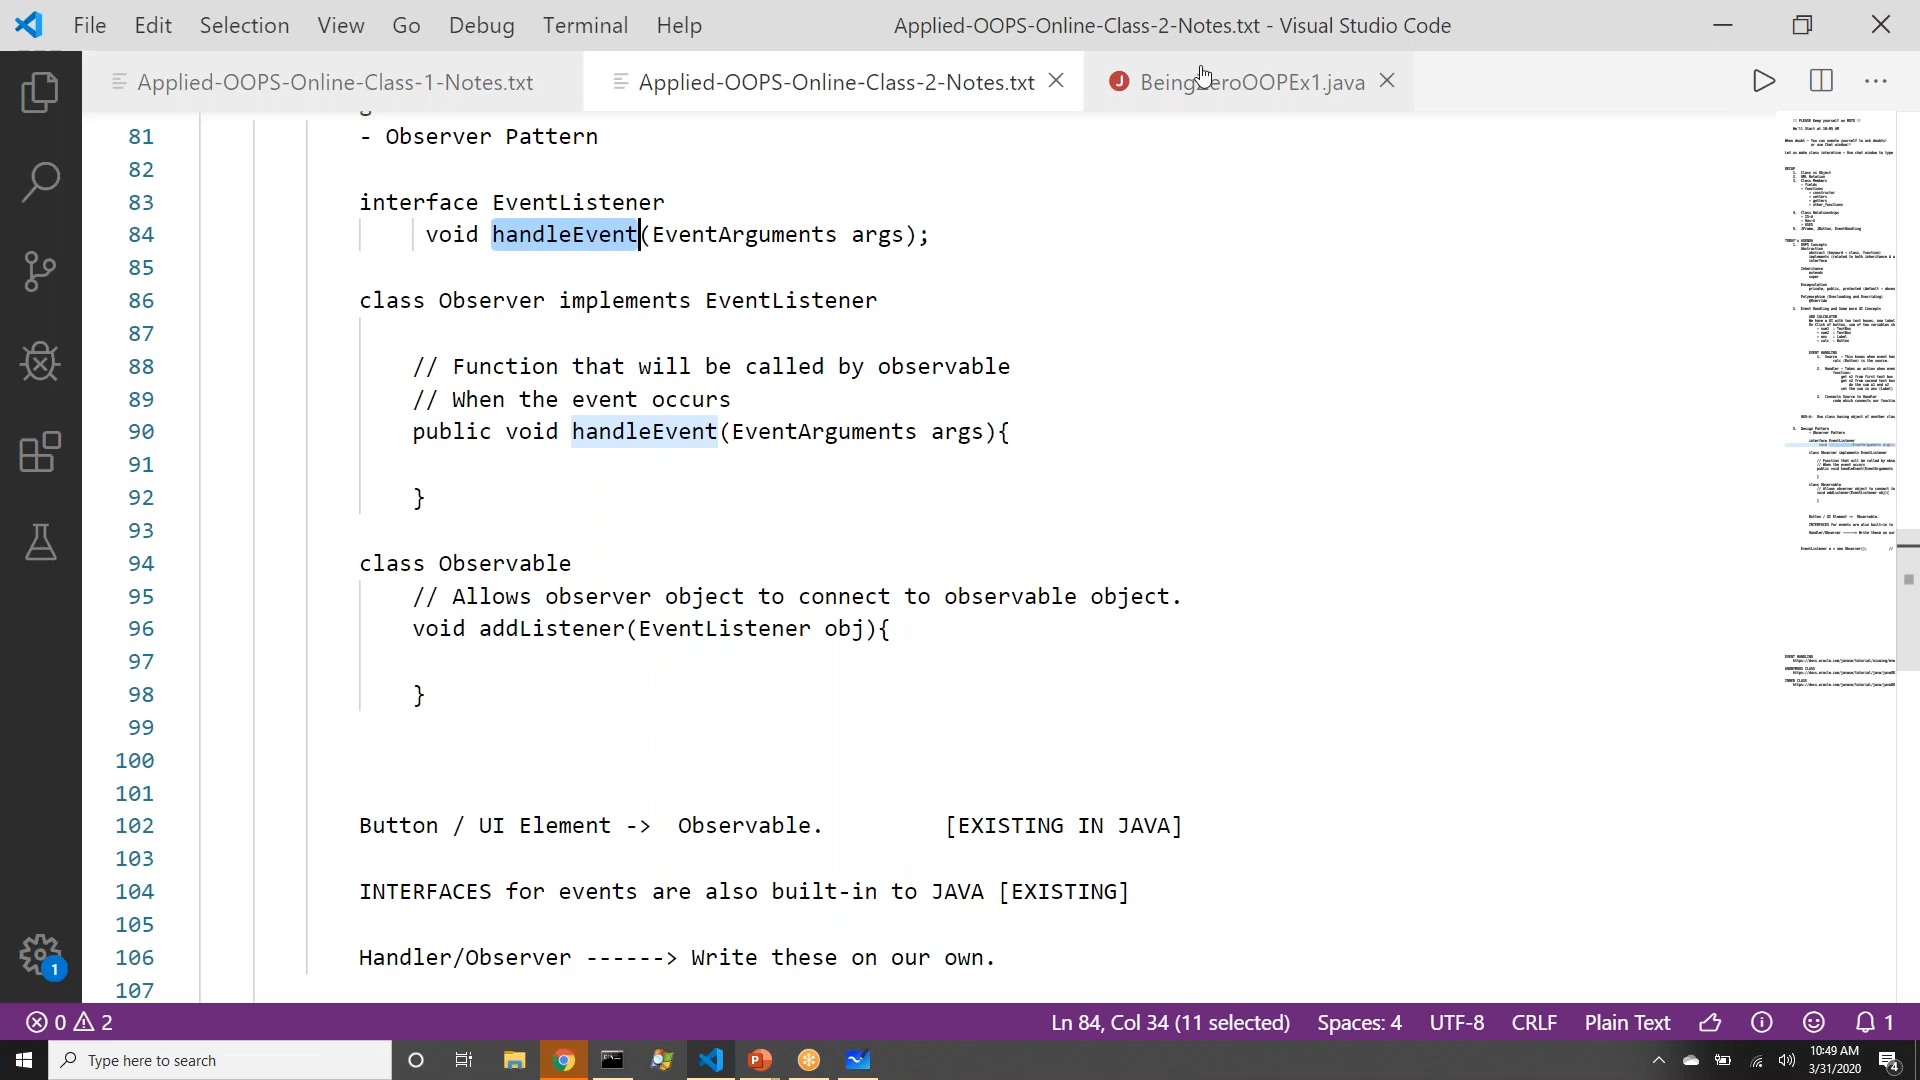 File Edit Selection View Go Debug Terminal Help Applied-OOPS-Online-Class-2-Notes.txt - Visual Studio Code
Applied-OOPS-Online-Class-1-Notes.txt Applied-OOPS-Online-Class-2-Notes.txt J BeingZeroOOPEx1.java
81 - Observer Pattern
82
83 interface EventListener
84 void handleEvent(EventArguments args);
85
86 class Observer implements EventListener
87
88 // Function that will be called by observable
89 // When the event occurs
90 public void handleEvent(EventArguments args){
91
92 }
93
94 class Observable
95 // Allows observer object to connect to observable object.
96 void addListener(EventListener obj){
97
98 }
99
100
101
102 Button / UI Element -> Observable. [EXISTING IN JAVA]
103
104 INTERFACES for events are also built-in to JAVA [EXISTING]
105
106 Handler/Observer ------> Write these on our own.
107
1
0 2 Ln 84, Col 34 (11 selected) Spaces: 4 UTF-8 CRLF Plain Text 1
Type here to search 10:49 AM
3/31/2020 4